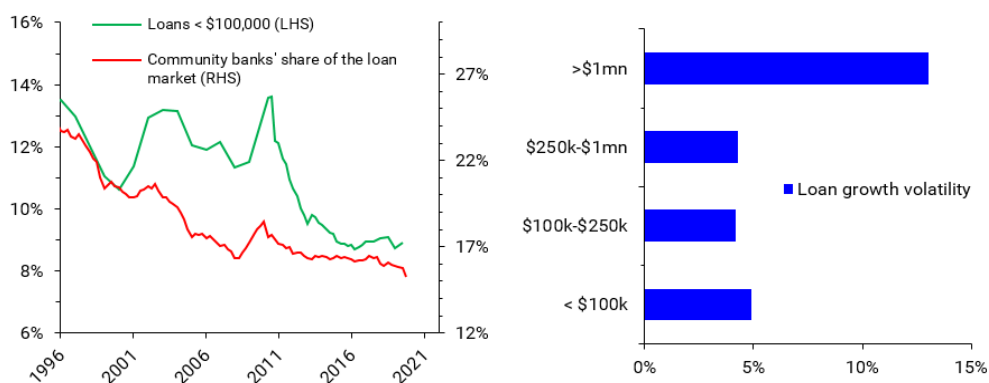 16%
14%
12%
10%
8%
6%
Loans < $100,000 (LHS)
Community banks' share of the loan
market (RHS)
27%
22%
17%
12%
1996
2001
2006
2011
2016
2021
>$1mn
$250k-$1mn
$100k-$250k
< $100k
Loan growth volatility
0%
5%
10%
15%